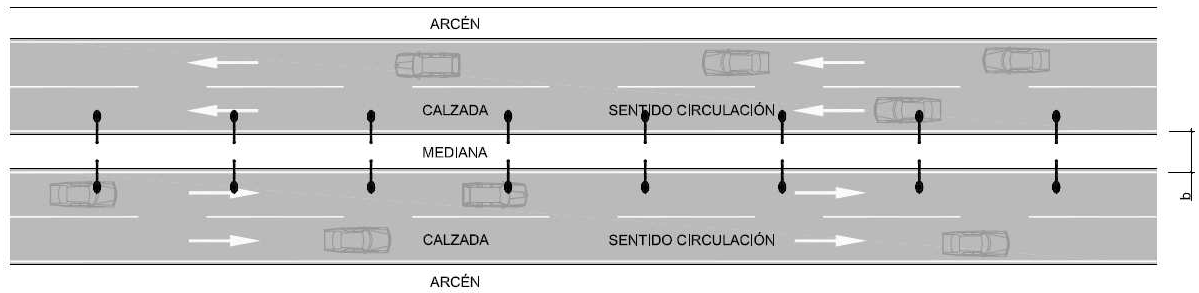 ARCÉN
CALZADA SENTIDO CIRCULACIÓN
MEDIANA
b
CALZADA SENTIDO CIRCULACIÓN
ARCÉN